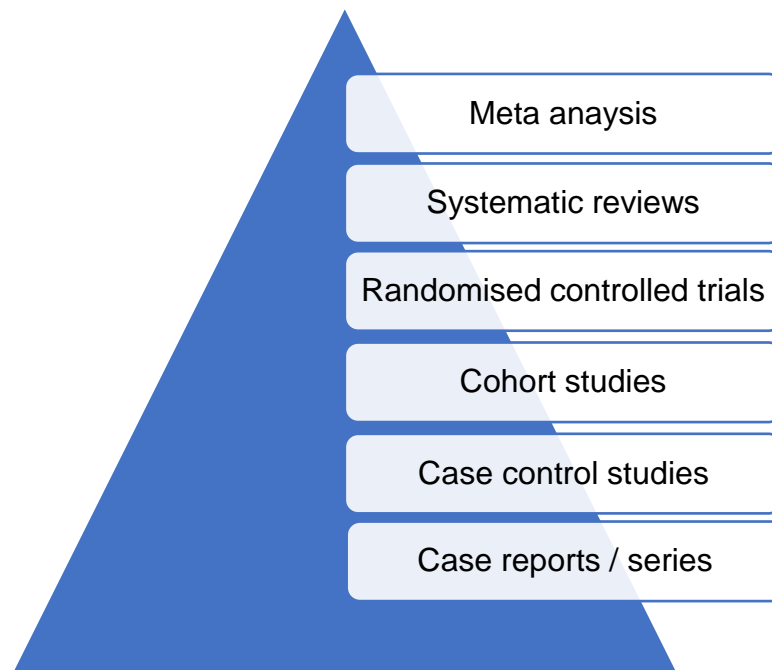 Meta anaysis
Systematic reviews
Randomised controlled trials
Cohort studies
Case control studies
Case reports / series